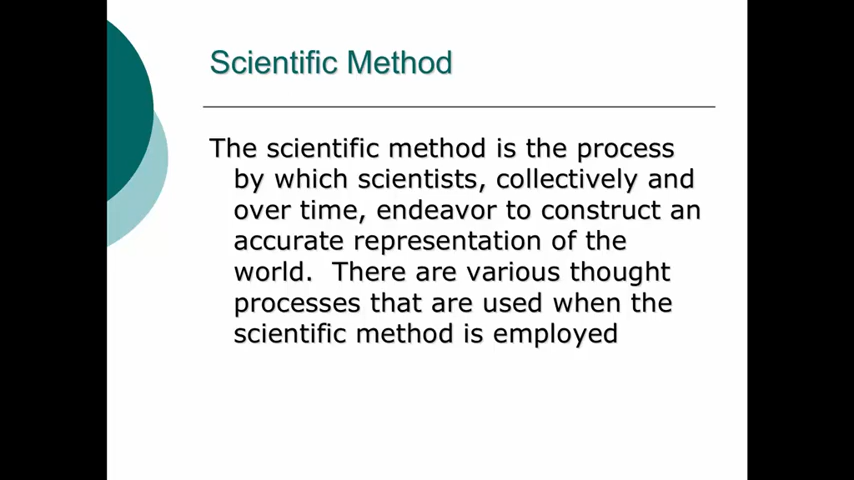 Scientific Method
The scientific method is the process
by which scientists, collectively and
over time, endeavor to construct an
accurate representation of the
world.  There are various thought
processes that are used when the
scientific method is employed